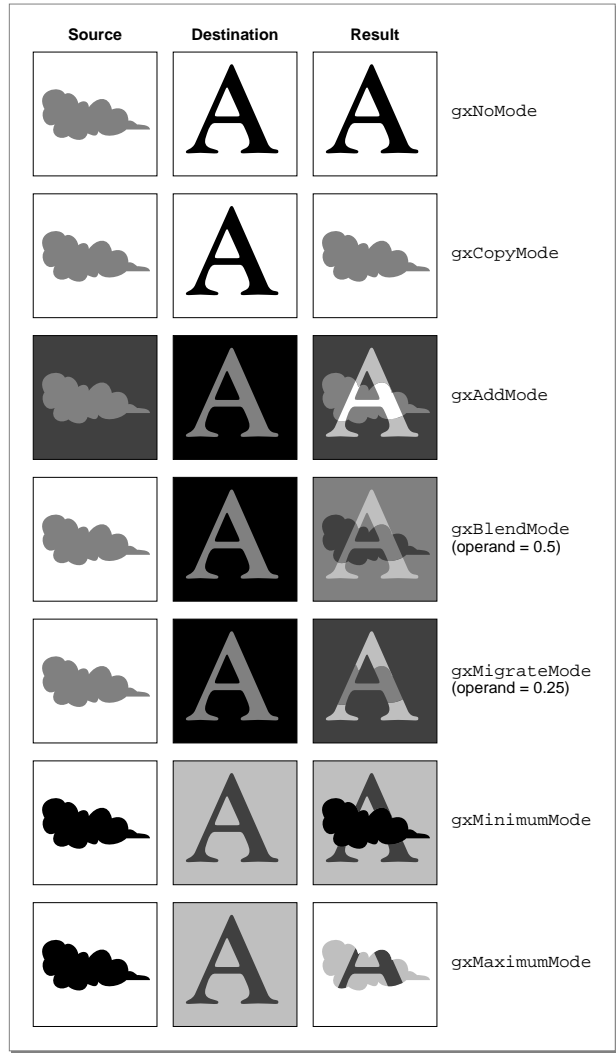 Source Destination Result
gxNoMode
gxCopyMode
gxAddMode
gxBlendMode
(operand = 0.5)
gxMigrateMode
(operand = 0.25)
gxMinimumMode
gxMaximumMode
A A
A
A A
A A
A A
A A
A A